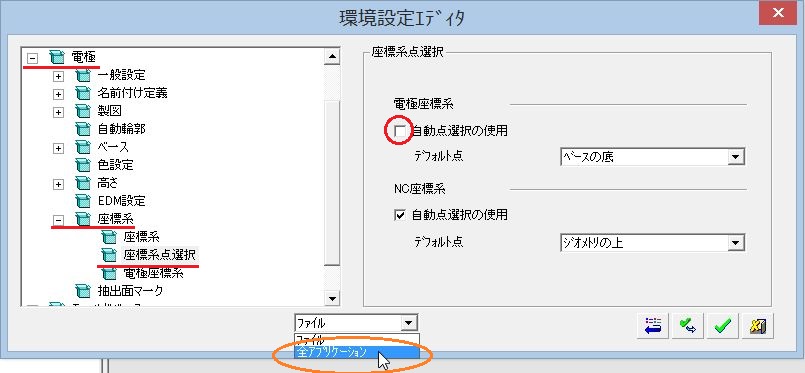 環境設定ｴﾃﾞｨﾀ
電極
一般設定
名前付け定義
製図
自動輪郭
ベース
色設定
高さ
EDM設定
座標系
座標系
座標系点選択
電極座標系
抽出面マーク
座標系点選択
電極座標系
自動点選択の使用
デフォルト点
ベースの底
NC座標系
自動点選択の使用
デフォルト点
ジオメトリの上
ファイル
ファイル
全アプリケーション